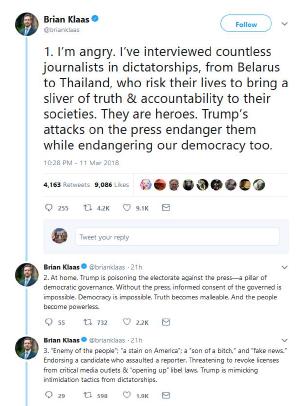 Brian Klaas
@brianklaas
Follow
1. I'm angry. I've interviewed countless
journalists in dictatorships, from Belarus
to Thailand, who risk their lives to bring a
sliver of truth & accountability to their
societies. They are heroes. Trump's
attacks on the press endanger them
while endangering our democracy too.
10:28 PM - 11 Mar 2018
4,163 Retweets 9,086 Likes
255 4.2K 9.1K
Tweet your reply
Brian Klaas @brianklaas · 21h
2. At home, Trump is poisoning the electorate against the press—a pillar of
democratic governance. Without the press, informed consent of the governed is
impossible. Democracy is impossible. Truth becomes malleable. And the people
become powerless.
55 732 2.2K
Brian Klaas @brianklaas · 21h
3. "Enemy of the people"; "a stain on America"; a "son of a bitch," and "fake news."
Endorsing a candidate who assaulted a reporter. Threatening to revoke licenses
from critical media outlets & "opening up" libel laws. Trump is mimicking
intimidation tactics from dictatorships.
29 598 1.9K